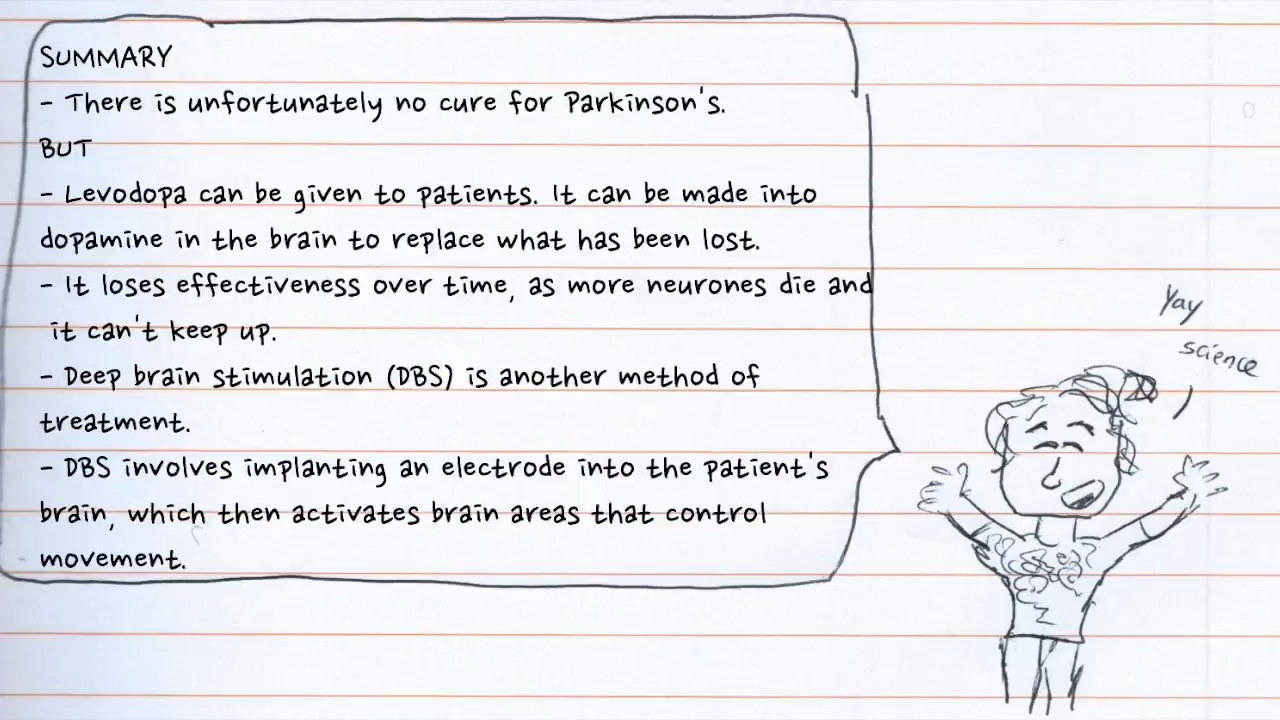 SUMMARY
- There is unfortunately no cure for Parkinson's.
BUT
- Levodopa can be given to patients. It can be made into
dopamine in the brain to replace what has been lost.
- It loses effectiveness over time, as more neurones die and
it can't keep up.
- Deep brain stimulation (DBS) is another method of
treatment.
- DBS involves implanting an electrode into the patient's
brain, which then activates brain areas that control
movement.
Yay
science